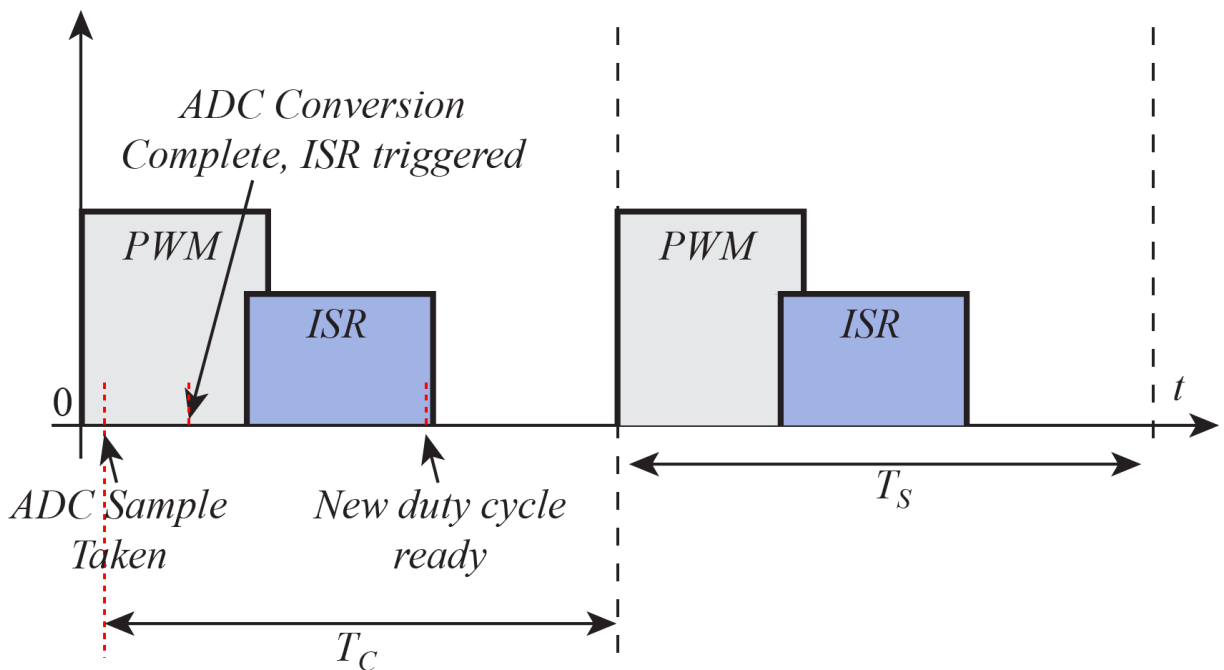 ADC Conversion
Complete, ISR triggered
PWM
PWM
ISR
ISR
0
t
ADC Sample
Taken
New duty cycle
ready
T_S
T_C